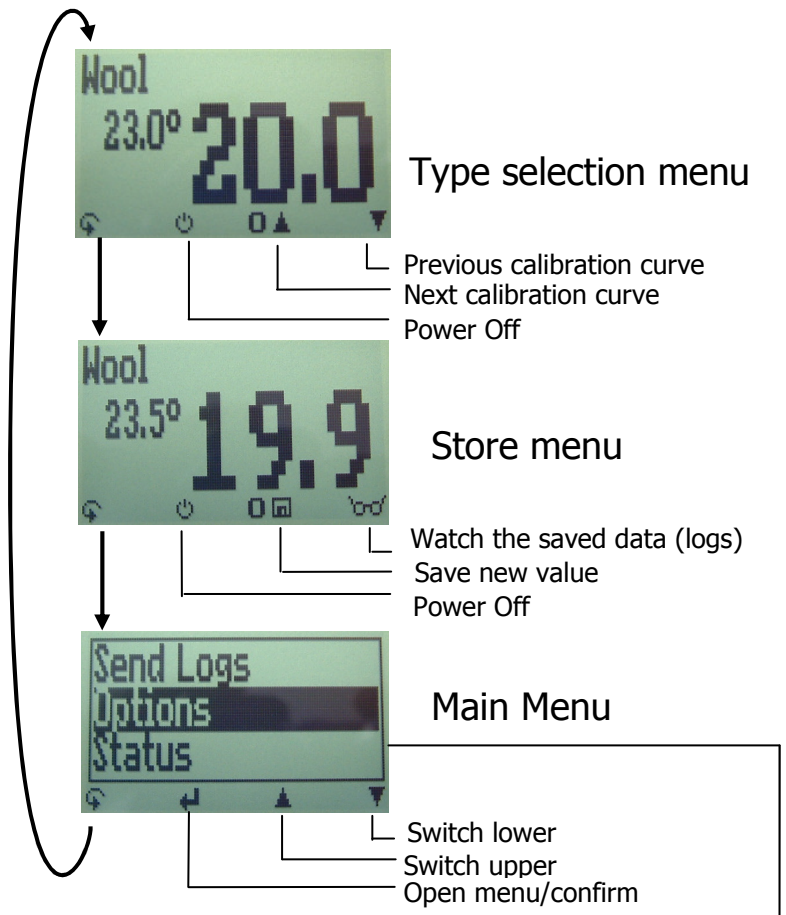 Wool
23.0° 20.0
0
Type selection menu
Previous calibration curve
Next calibration curve
Power Off
Wool
23.5° 19.9
0
Store menu
Watch the saved data (logs)
Save new value
Power Off
Send Logs
Options
Status
Main Menu
Switch lower
Switch upper
Open menu/confirm